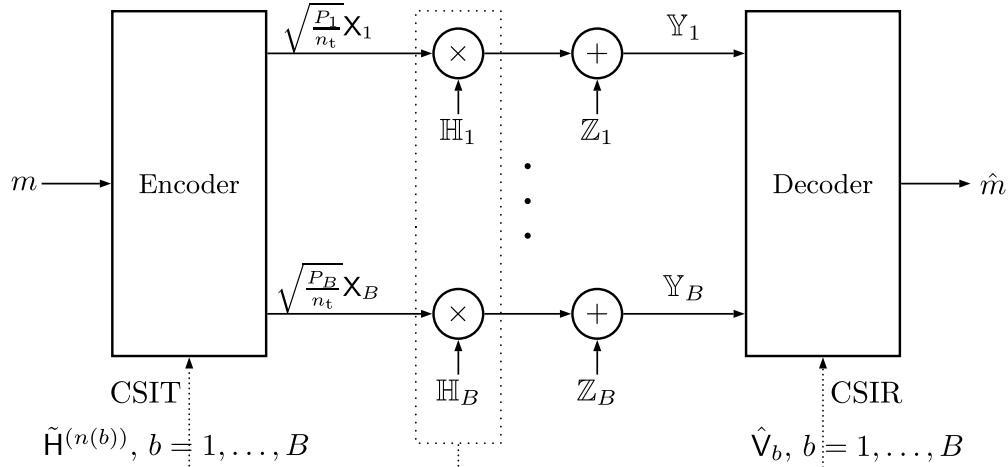 √(P₁/nₜ) X₁
𝕐₁
×
+
ℍ₁
ℤ₁
m
Encoder
Decoder
m̂
√(P_B/nₜ) X_B
𝕐_B
×
+
ℍ_B
ℤ_B
CSIT
CSIR
H̃^(n(b)), b = 1, . . . , B
V̂_b, b = 1, . . . , B